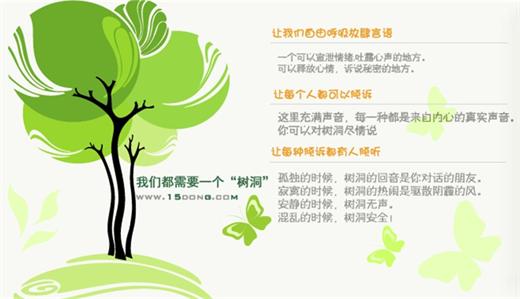 让我们自由呼吸放肆言语
一个可以宣泄情绪,吐露心声的地方。
可以释放心情，诉说秘密的地方。
让每个人都可以倾诉
这里充满声音，每一种都是来自内心的真实声音。
你可以对树洞尽情说
让每种倾诉都有人倾听
孤独的时候，树洞的回音是你对话的朋友。
寂寞的时候，树洞的热闹是驱散阴霾的风。
安静的时候，树洞无声。
混乱的时候，树洞安全！
我们都需要一个“树洞”
www.15dong.com